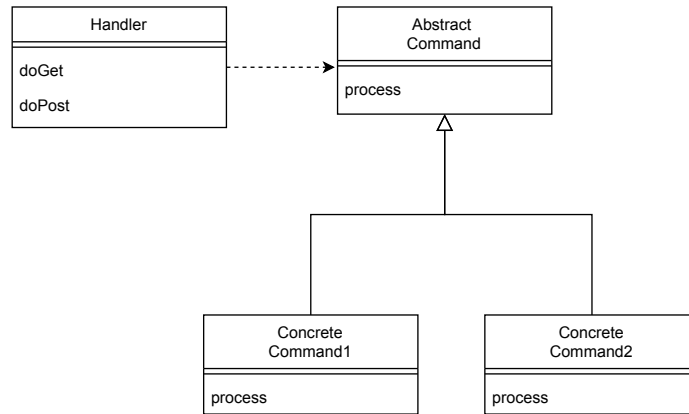 Handler
doGet
doPost
Abstract
Command
process
Concrete
Command1
process
Concrete
Command2
process